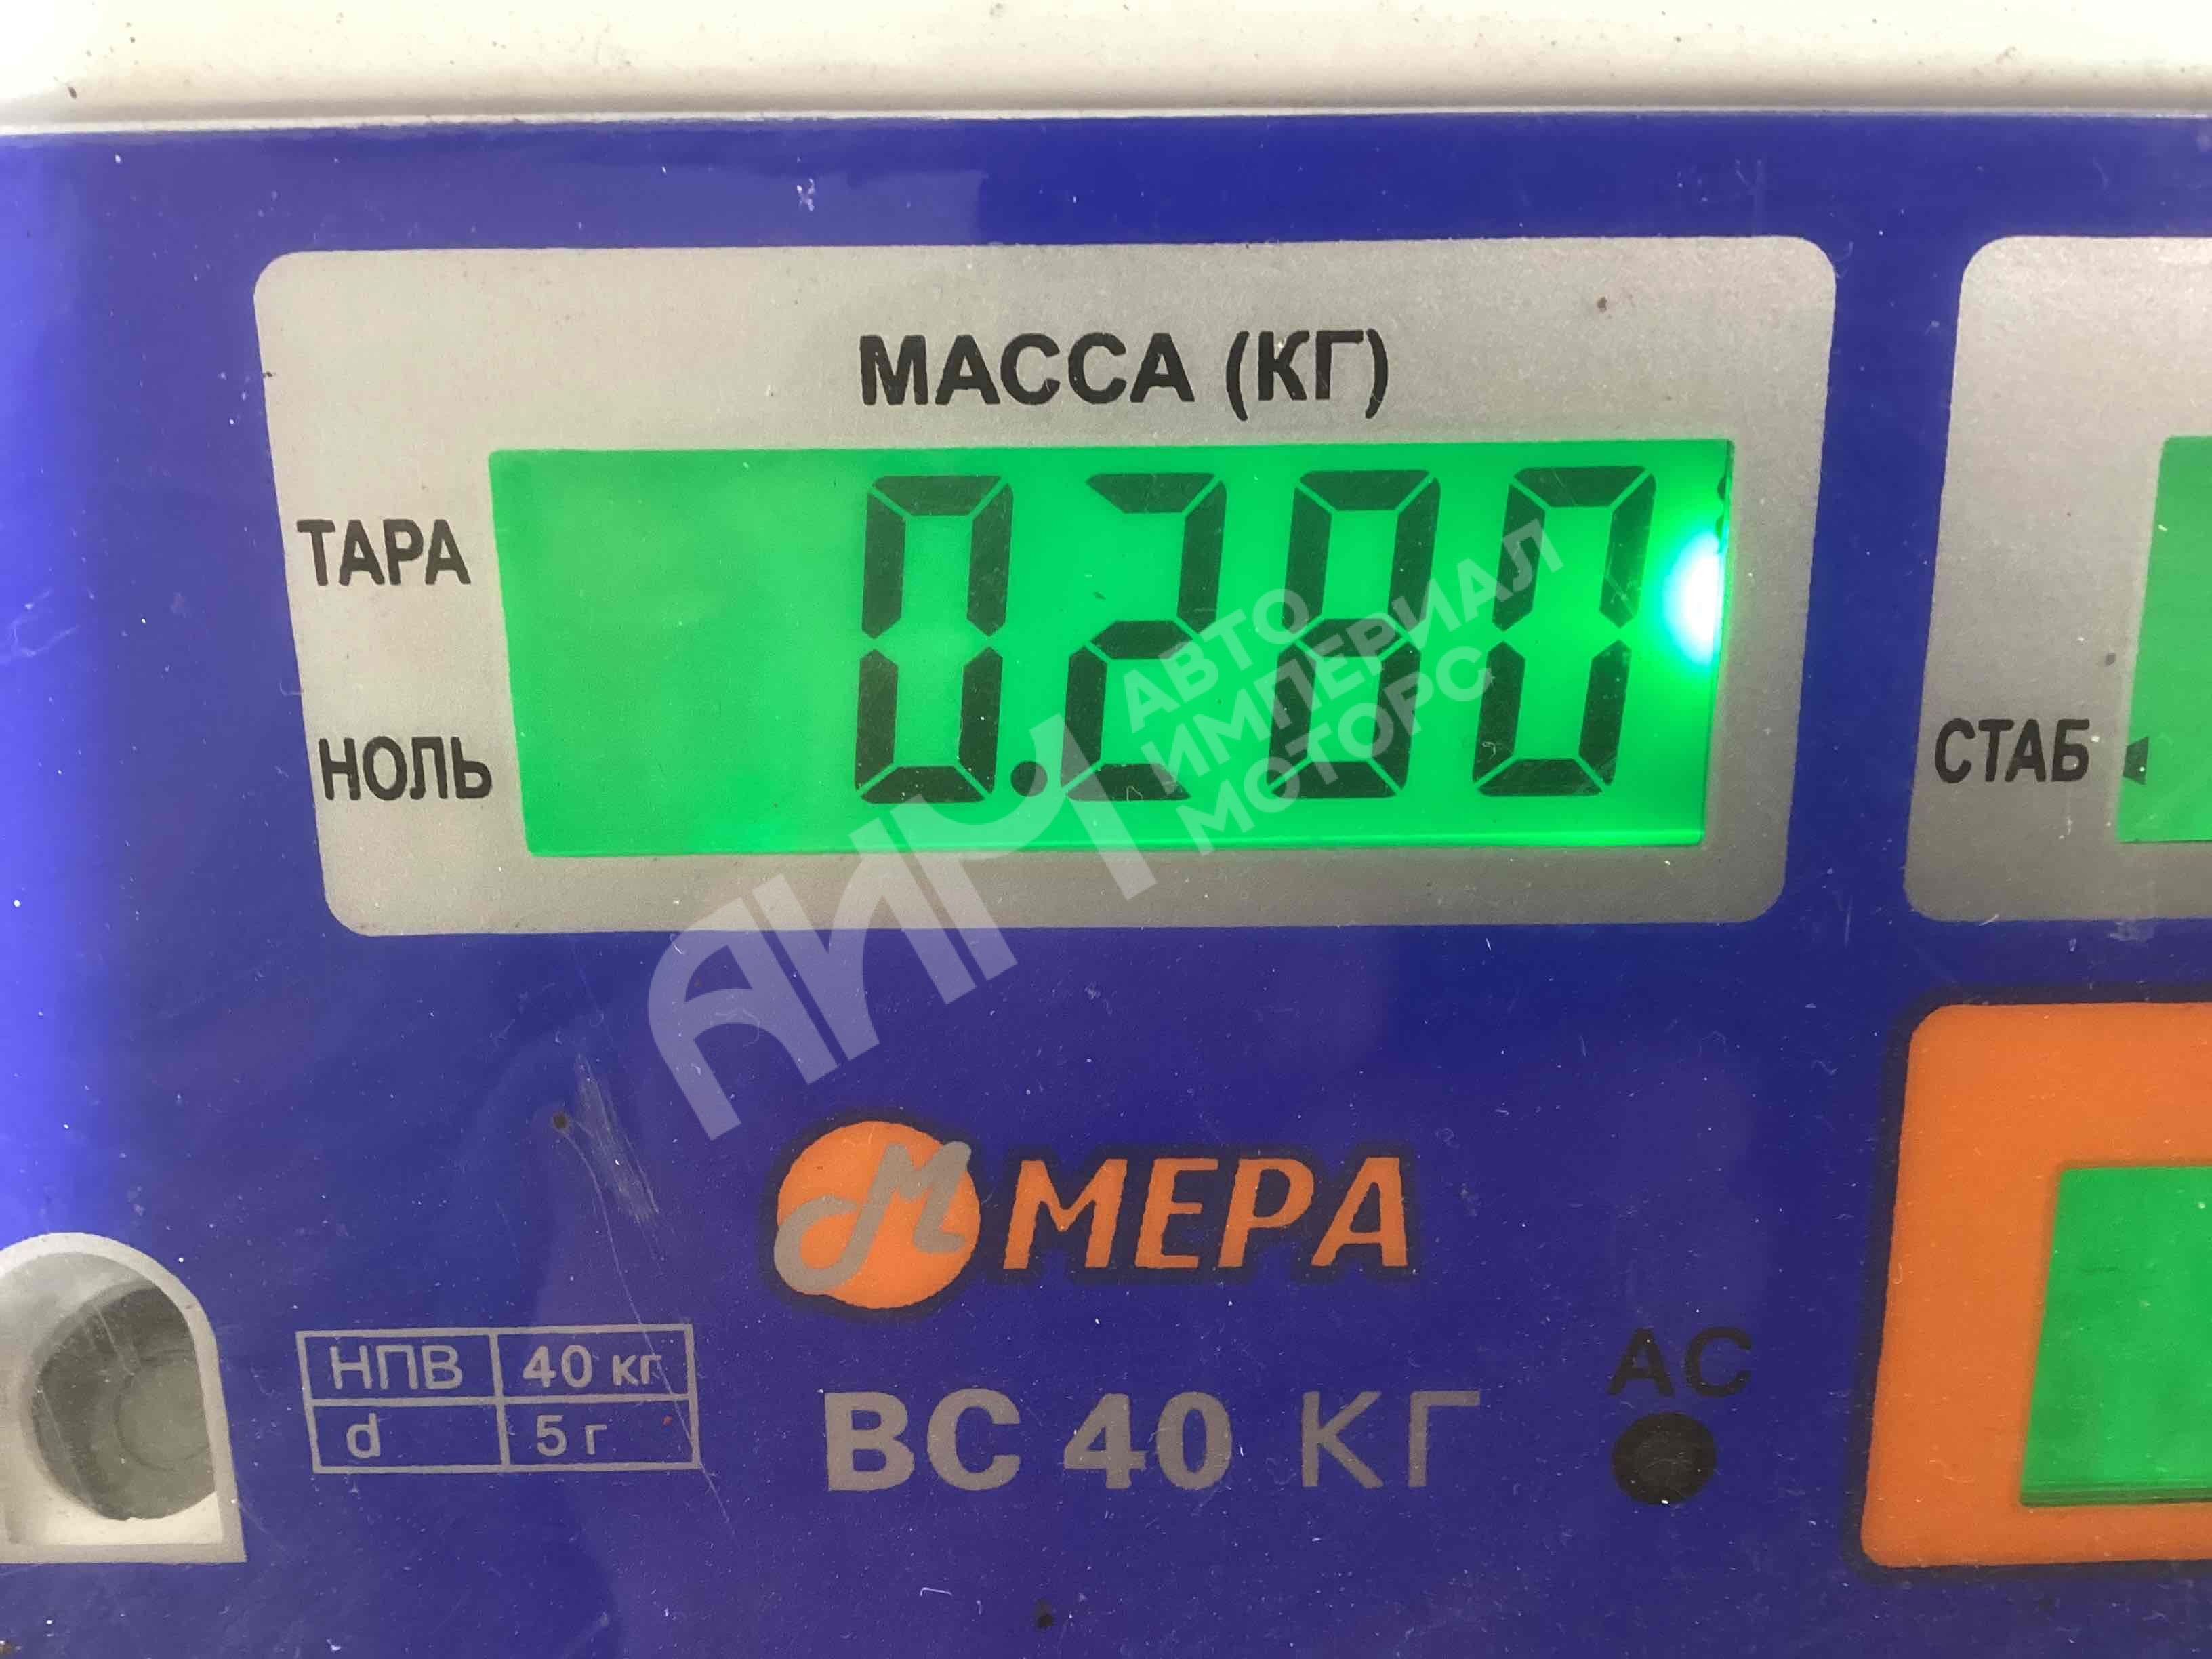 МАССА (КГ)
ТАРА
0.280
НОЛЬ
СТАБ
АИМ
АВТО
ИМПЕРИАЛ
МОТОРС
М МЕРА
НПВ 40 кг
d 5 г
ВС 40 КГ
AC